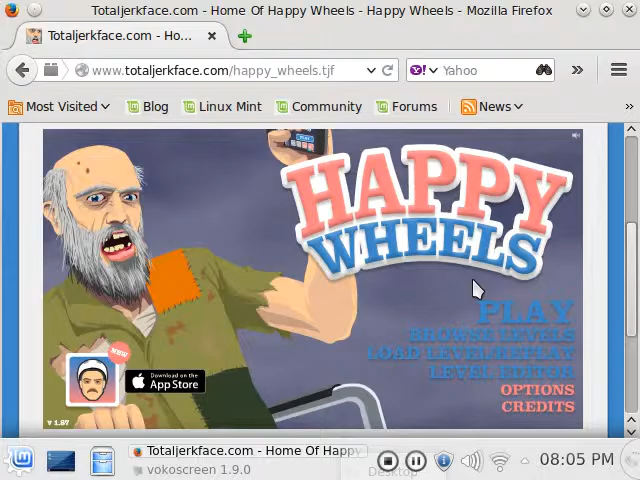 Totaljerkface.com - Home Of Happy Wheels - Happy Wheels - Mozilla Firefox
Totaljerkface.com - Ho...
www.totaljerkface.com/happy_wheels.tjf
Yahoo
Most Visited
Blog
Linux Mint
Community
Forums
News
HAPPY
WHEELS
PLAY
BROWSE LEVELS
LOAD LEVEL/REPLAY
LEVEL EDITOR
OPTIONS
CREDITS
NEW
Download on the
App Store
v 1.87
Totaljerkface.com - Home Of Happy
vokoscreen 1.9.0
Desktop
08:05 PM